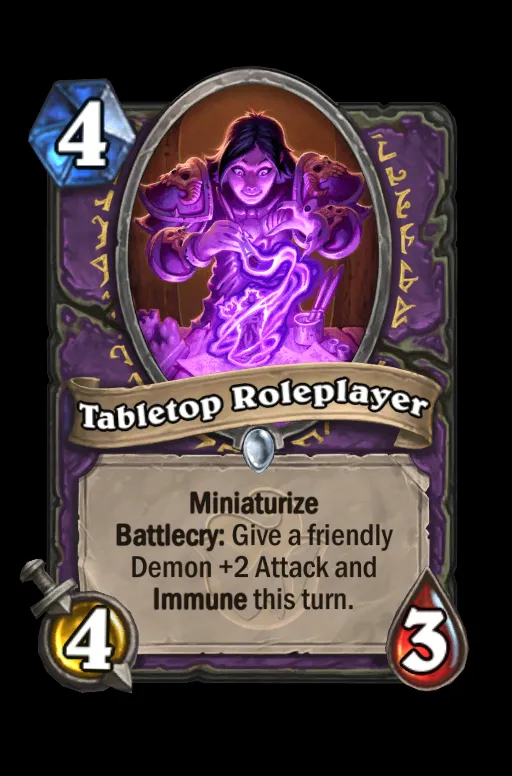 4
Tabletop Roleplayer
Miniaturize
Battlecry: Give a friendly
Demon +2 Attack and
Immune this turn.
4
3